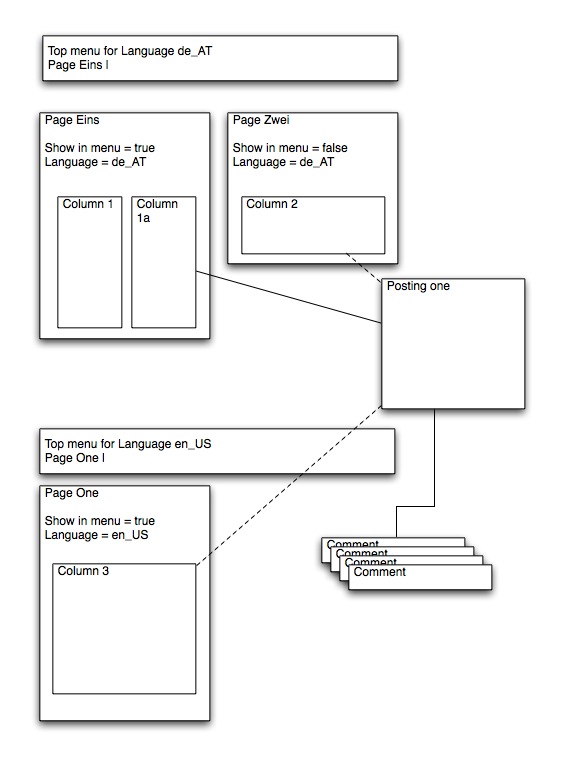 Top menu for Language de_AT
Page Eins |
Page Eins
Show in menu = true
Language = de_AT
Column 1
Column
1a
Page Zwei
Show in menu = false
Language = de_AT
Column 2
Posting one
Top menu for Language en_US
Page One |
Page One
Show in menu = true
Language = en_US
Column 3
Comment
Comment
Comment
Comment